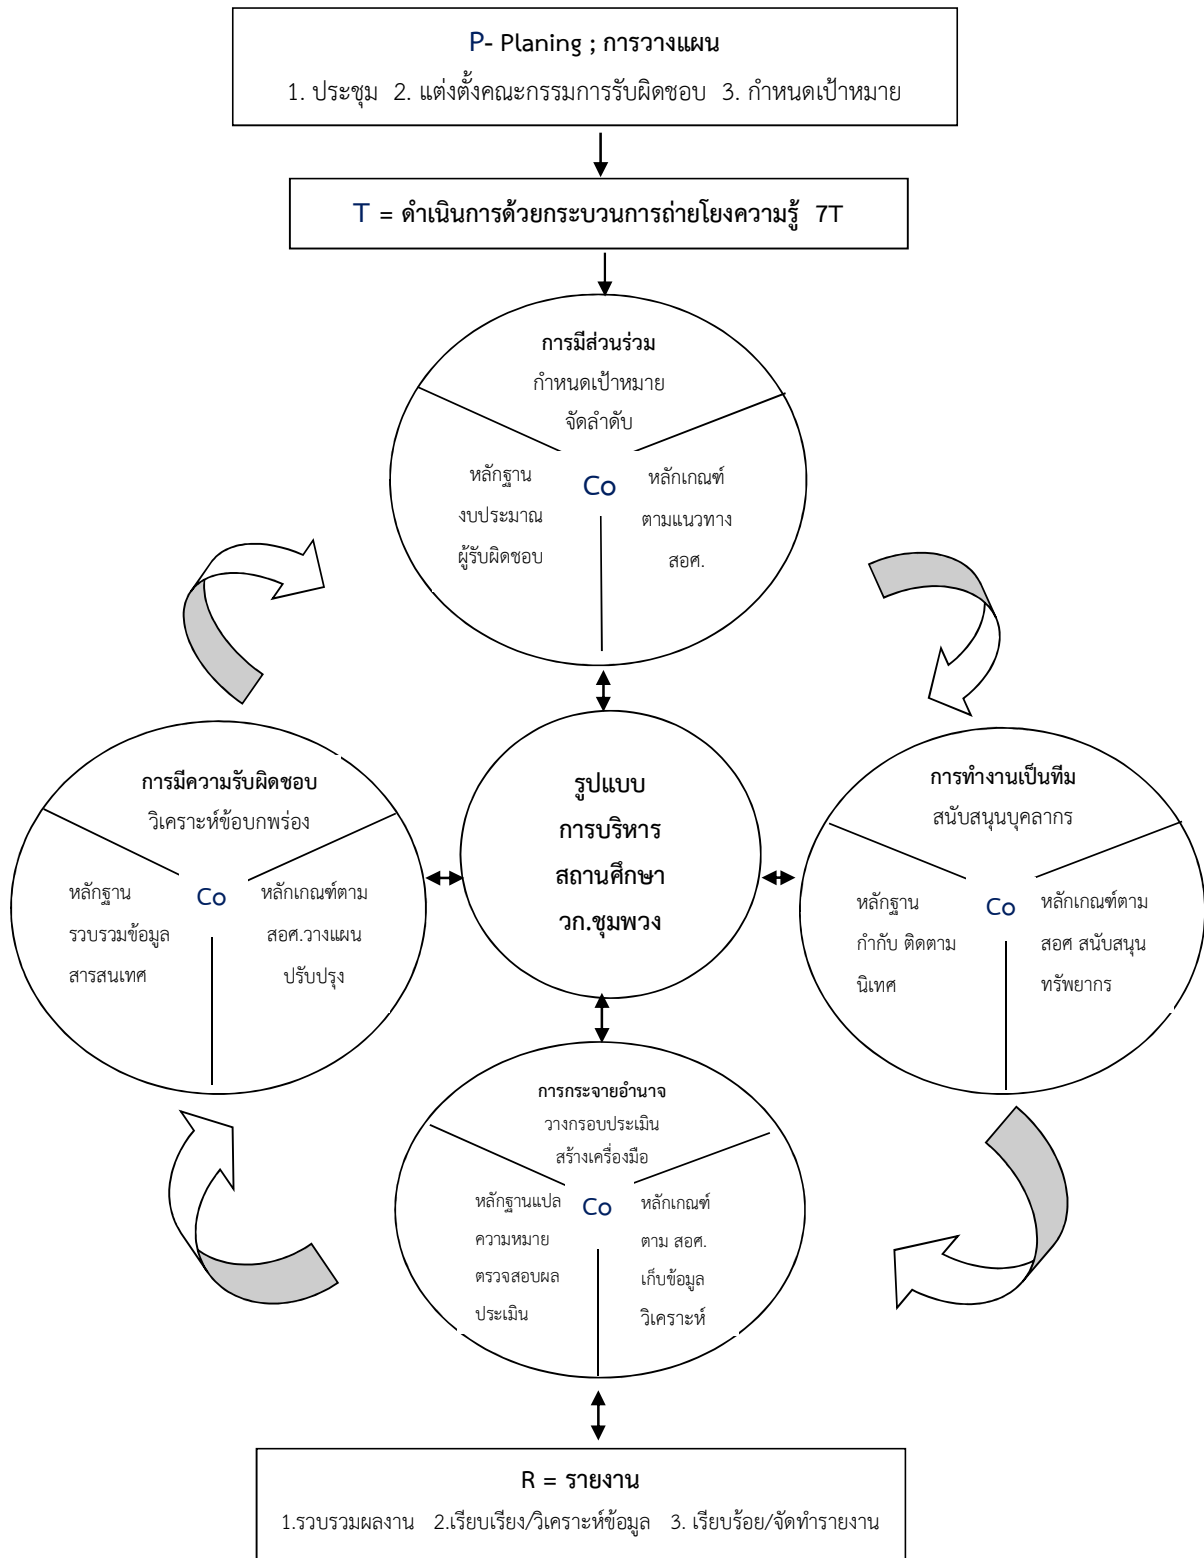 P- Planing ; การวางแผน
1. ประชุม 2. แต่งตั้งคณะกรรมการรับผิดชอบ 3. กำหนดเป้าหมาย
T = ดำเนินการด้วยกระบวนการถ่ายโยงความรู้ 7T
การมีส่วนร่วม
กำหนดเป้าหมาย
จัดลำดับ
หลักฐาน
งบประมาณ
ผู้รับผิดชอบ
Co
หลักเกณฑ์
ตามแนวทาง
สอศ.
การมีความรับผิดชอบ
วิเคราะห์ข้อบกพร่อง
หลักฐาน
รวบรวมข้อมูล
สารสนเทศ
Co
หลักเกณฑ์ตาม
สอศ.วางแผน
ปรับปรุง
รูปแบบ
การบริหาร
สถานศึกษา
วก.ชุมพวง
การทำงานเป็นทีม
สนับสนุนบุคลากร
หลักฐาน
กำกับ ติดตาม
นิเทศ
Co
หลักเกณฑ์ตาม
สอศ สนับสนุน
ทรัพยากร
การกระจายอำนาจ
วางกรอบประเมิน
สร้างเครื่องมือ
หลักฐานแปล
ความหมาย
ตรวจสอบผล
ประเมิน
Co
หลักเกณฑ์
ตาม สอศ.
เก็บข้อมูล
วิเคราะห์
R = รายงาน
1.รวบรวมผลงาน 2.เรียบเรียง/วิเคราะห์ข้อมูล 3. เรียบร้อย/จัดทำรายงาน